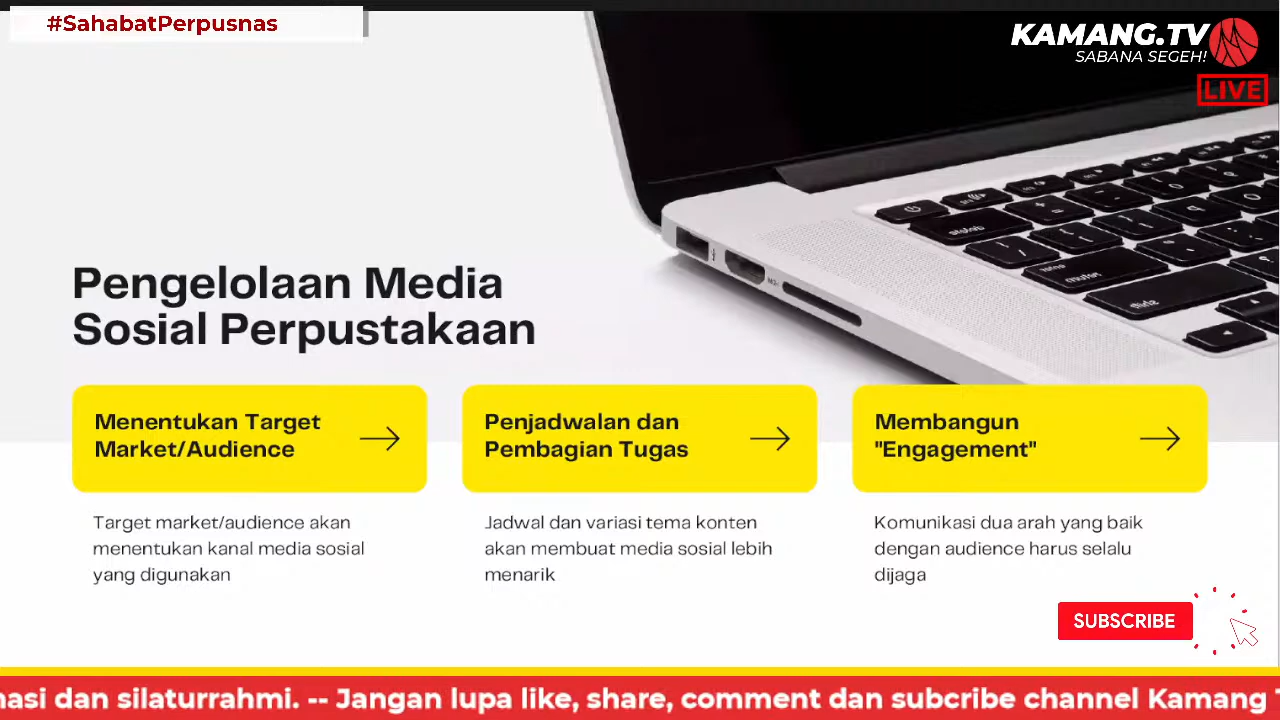 #SahabatPerpusnas
KAMANG.TV
SABANA SEGEH!
LIVE
Pengelolaan Media
Sosial Perpustakaan
Menentukan Target
Market/Audience
Target market/audience akan
menentukan kanal media sosial
yang digunakan
Penjadwalan dan
Pembagian Tugas
Jadwal dan variasi tema konten
akan membuat media sosial lebih
menarik
Membangun
"Engagement"
Komunikasi dua arah yang baik
dengan audience harus selalu
dijaga
SUBSCRIBE
masi dan silaturrahmi. -- Jangan lupa like, share, comment dan subcribe channel Kamang T